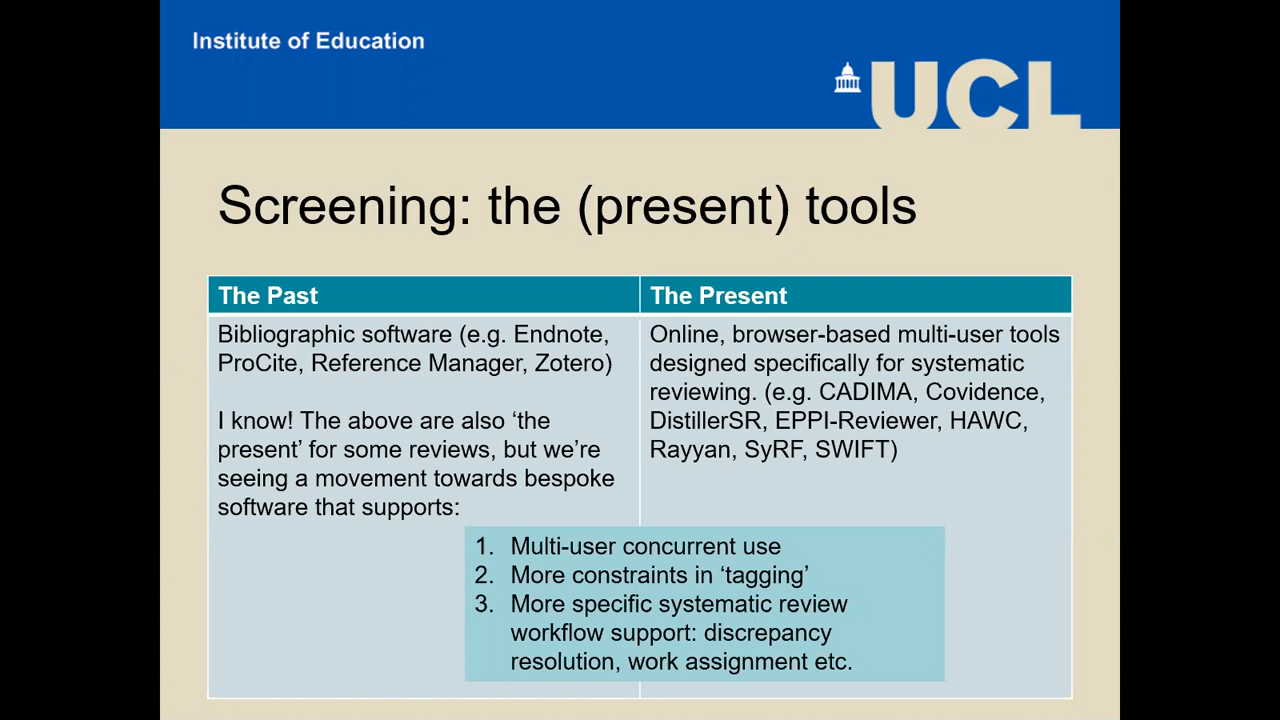 Institute of Education
UCL
Screening: the (present) tools
The Past
Bibliographic software (e.g. Endnote,
ProCite, Reference Manager, Zotero)
I know! The above are also ‘the
present’ for some reviews, but we’re
seeing a movement towards bespoke
software that supports:
The Present
Online, browser-based multi-user tools
designed specifically for systematic
reviewing. (e.g. CADIMA, Covidence,
DistillerSR, EPPI-Reviewer, HAWC,
Rayyan, SyRF, SWIFT)
1. Multi-user concurrent use
2. More constraints in ‘tagging’
3. More specific systematic review
workflow support: discrepancy
resolution, work assignment etc.